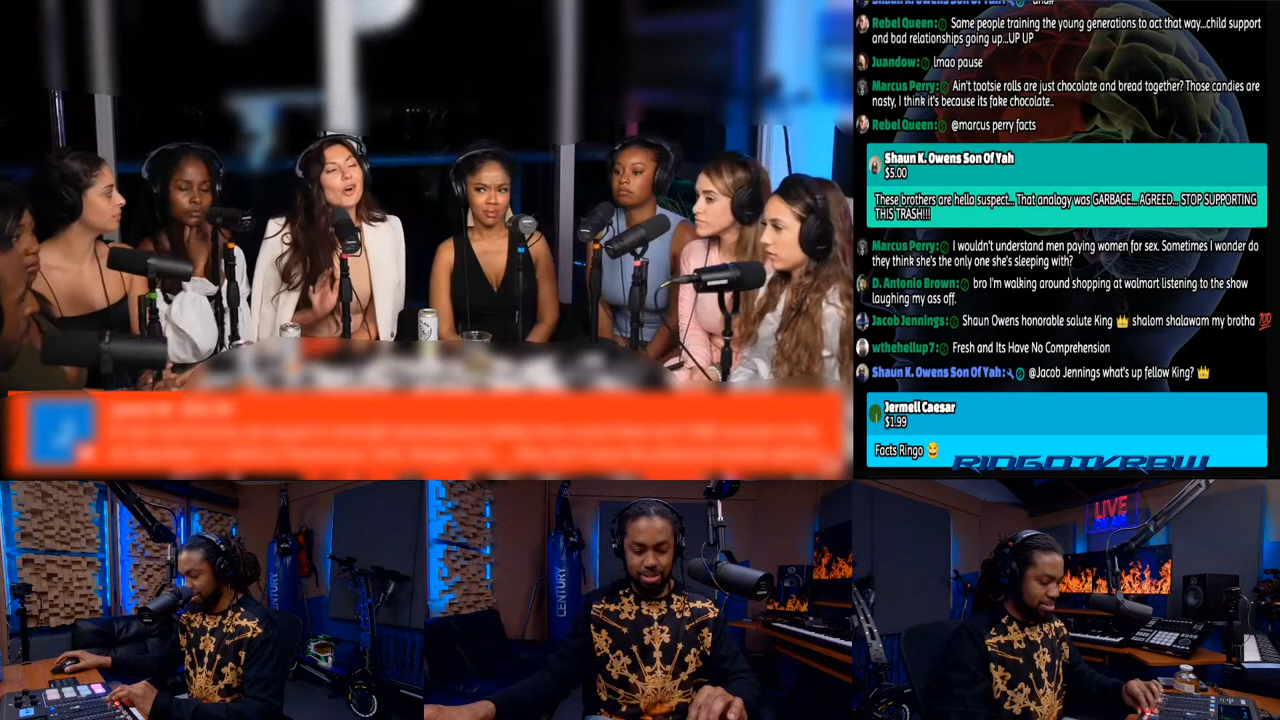 Rebel Queen: Same people training the young generations to act that way...child support
and bad relationships going up...UP UP
Juandow: lmao pause
Marcus Perry: Ain't tootsie rolls are just chocolate and bread together? Those candies are
nasty, I think it's because its fake chocolate..
Rebel Queen: @marcus perry facts
Shaun K. Owens Son Of Yah
$5.00
These brothers are hella suspect... That analogy was GARBAGE... AGREED... STOP SUPPORTING
THIS TRASH!!!
Marcus Perry: I wouldn't understand men paying women for sex. Sometimes I wonder do
they think she's the only one she's sleeping with?
D. Antonio Brown: bro I'm walking around shopping at walmart listening to the show
laughing my ass off.
Jacob Jennings: Shaun Owens honorable salute King 👑 shalom shalawam my brotha 💯
wthehellup7: Fresh and Its Have No Comprehension
Shaun K. Owens Son Of Yah: @Jacob Jennings what's up fellow King? 👑
Jermell Caesar
$1.99
Facts Ringo 😂
RINGOTVRAW
CENTURY
CENTURY
LIVE
ON AIR